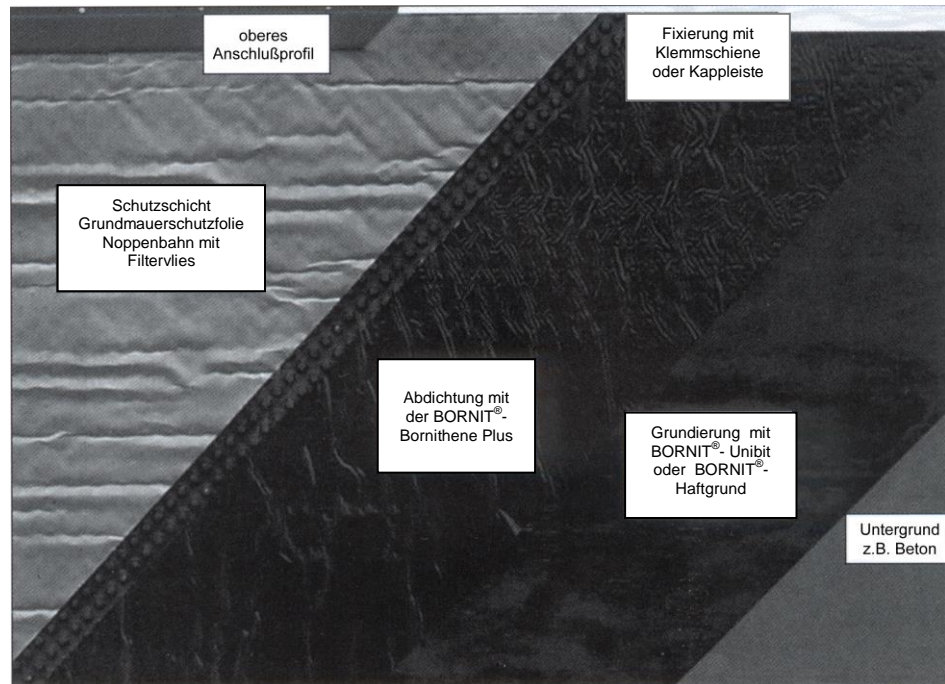 oberes
Anschlußprofil
Fixierung mit
Klemmschiene
oder Kappleiste
Schutzschicht
Grundmauerschutzfolie
Noppenbahn mit
Filtervlies
Abdichtung mit
der BORNIT®-
Bornithene Plus
Grundierung mit
BORNIT®- Unibit
oder BORNIT®-
Haftgrund
Untergrund
z.B. Beton